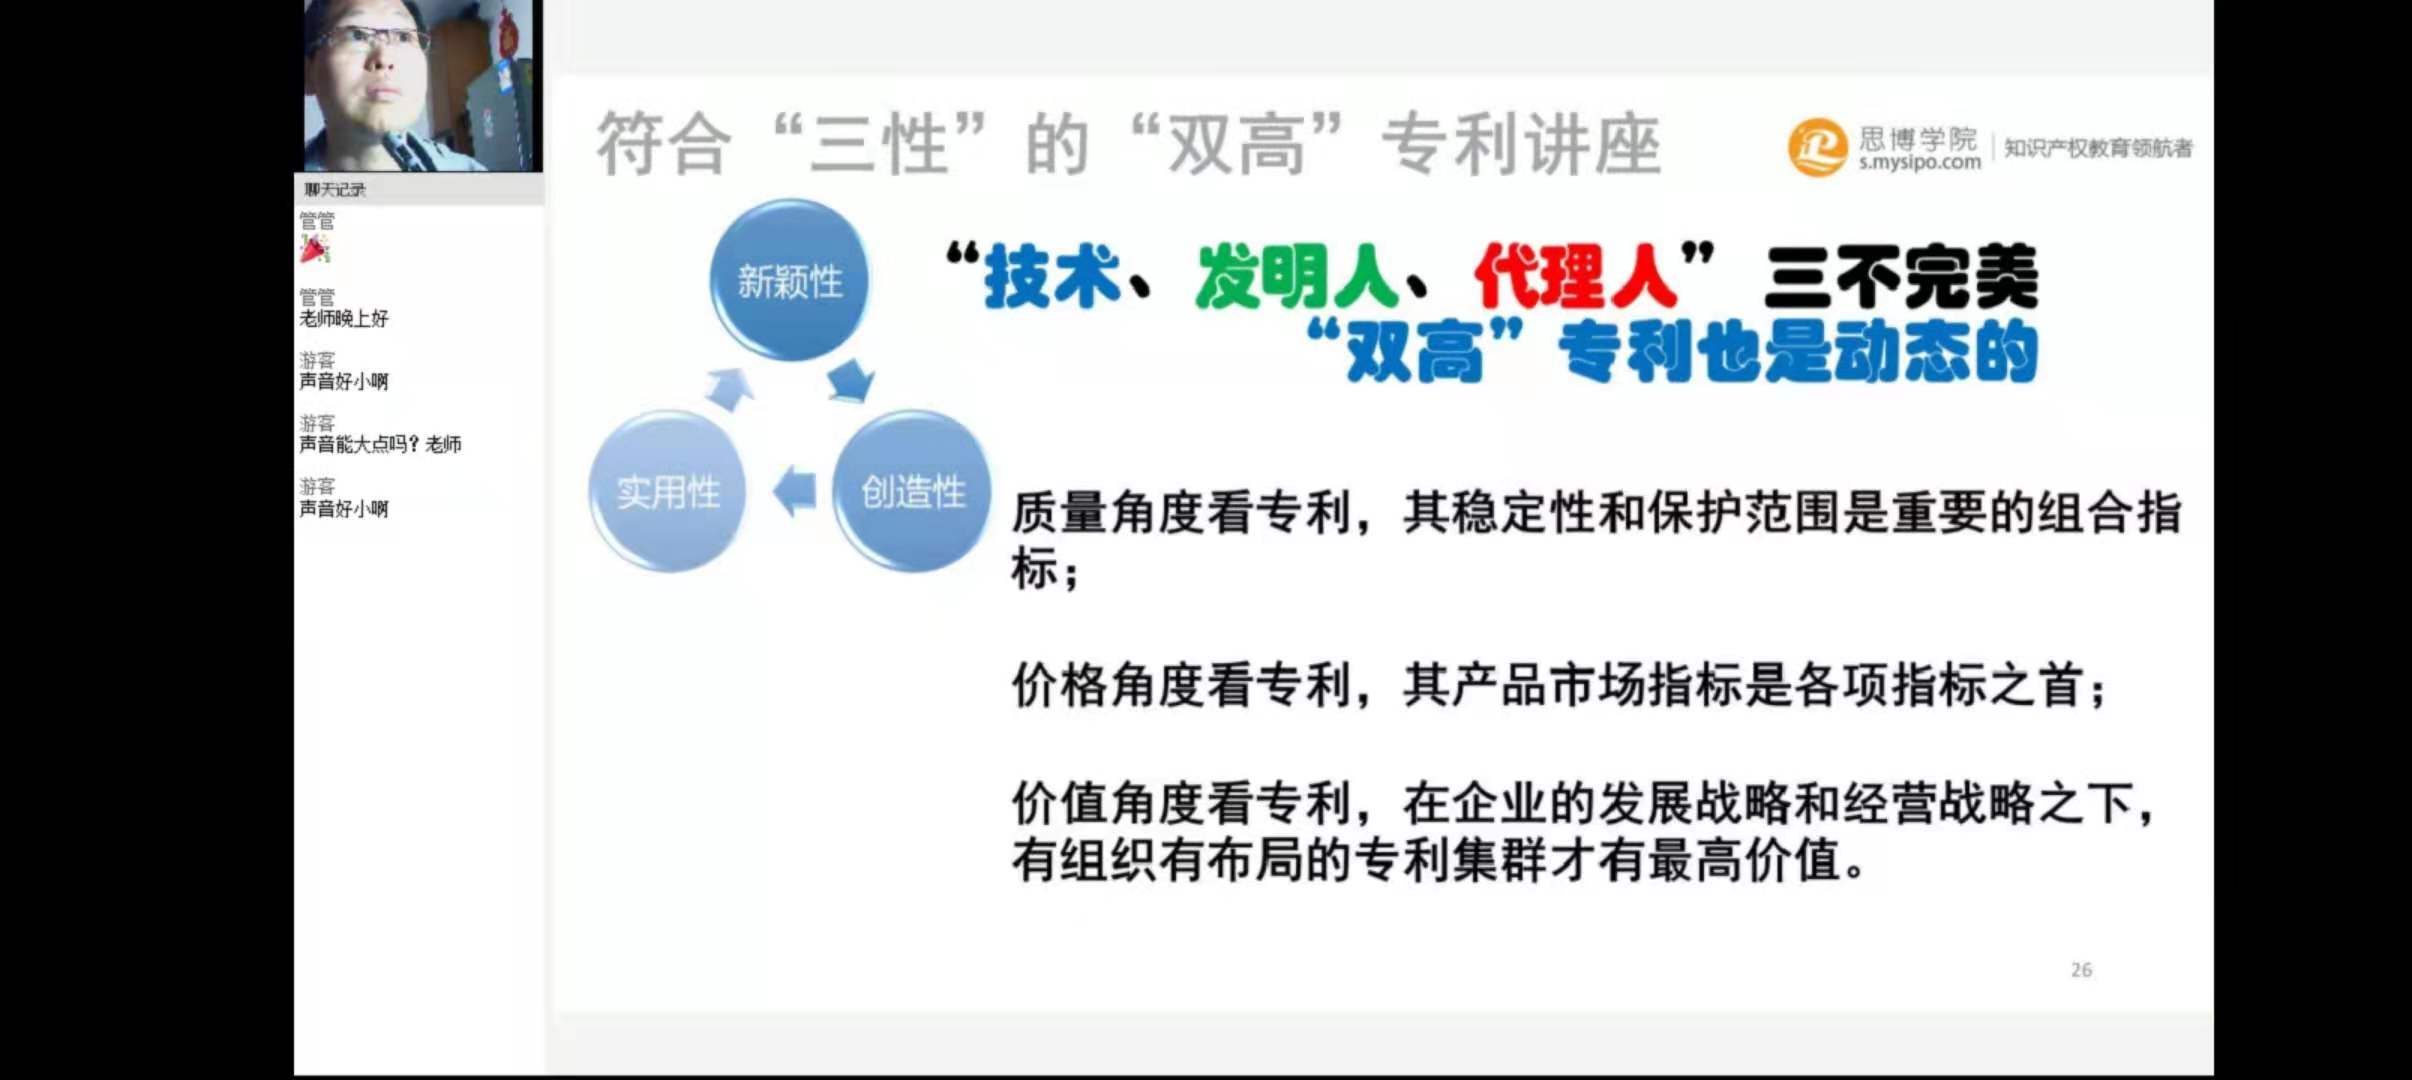 聊天记录
管管
管管
老师晚上好
游客
声音好小啊
游客
声音能大点吗？老师
游客
声音好小啊
符合“三性”的“双高”专利讲座
思博学院
s.mysipo.com
知识产权教育领航者
新颖性
实用性
创造性
“技术、发明人、代理人”三不完美
“双高”专利也是动态的
质量角度看专利，其稳定性和保护范围是重要的组合指
标；
价格角度看专利，其产品市场指标是各项指标之首；
价值角度看专利，在企业的发展战略和经营战略之下，
有组织有布局的专利集群才有最高价值。
26